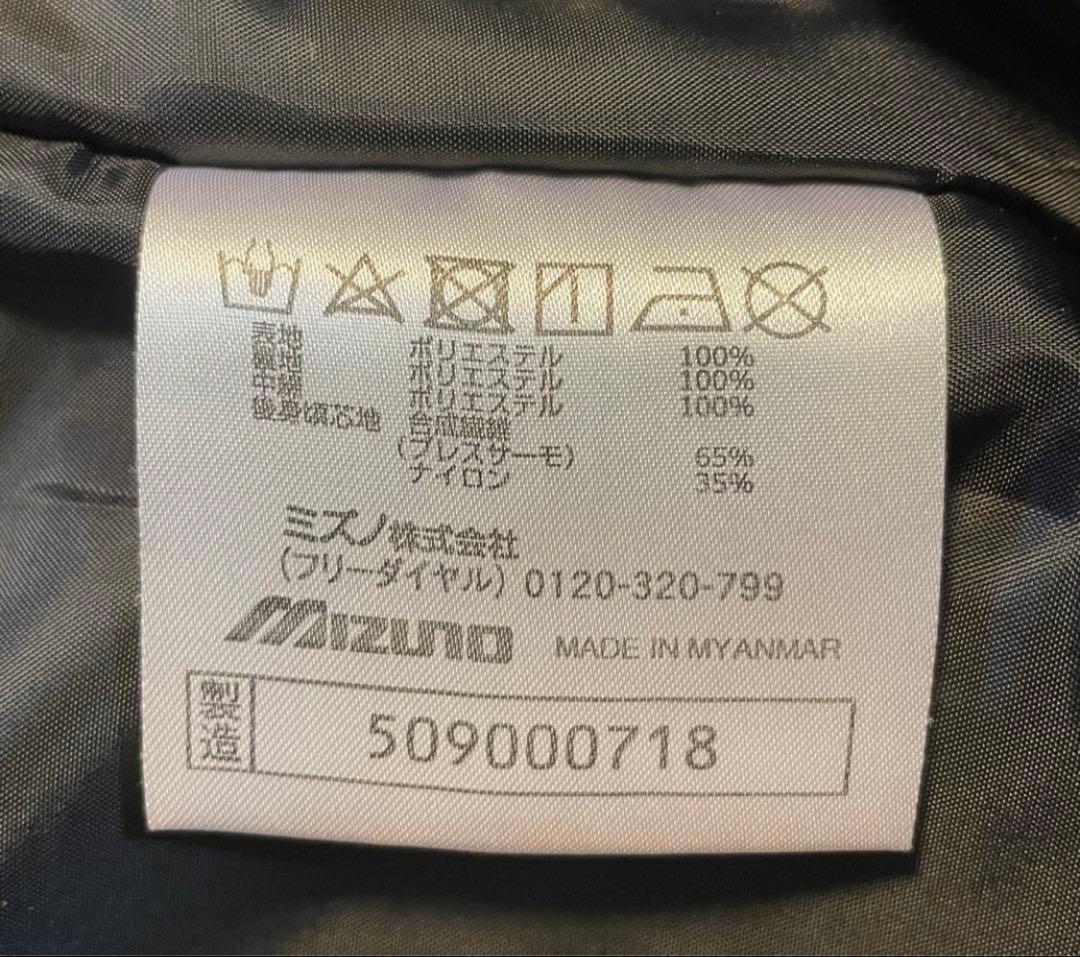 表地 ポリエステル 100%
裏地 ポリエステル 100%
中綿 ポリエステル 100%
後身頃芯地 合成繊維
(ブレスサーモ) 65%
ナイロン 35%
ミズノ株式会社
(フリーダイヤル) 0120-320-799
MIZUNO MADE IN MYANMAR
製造 509000718